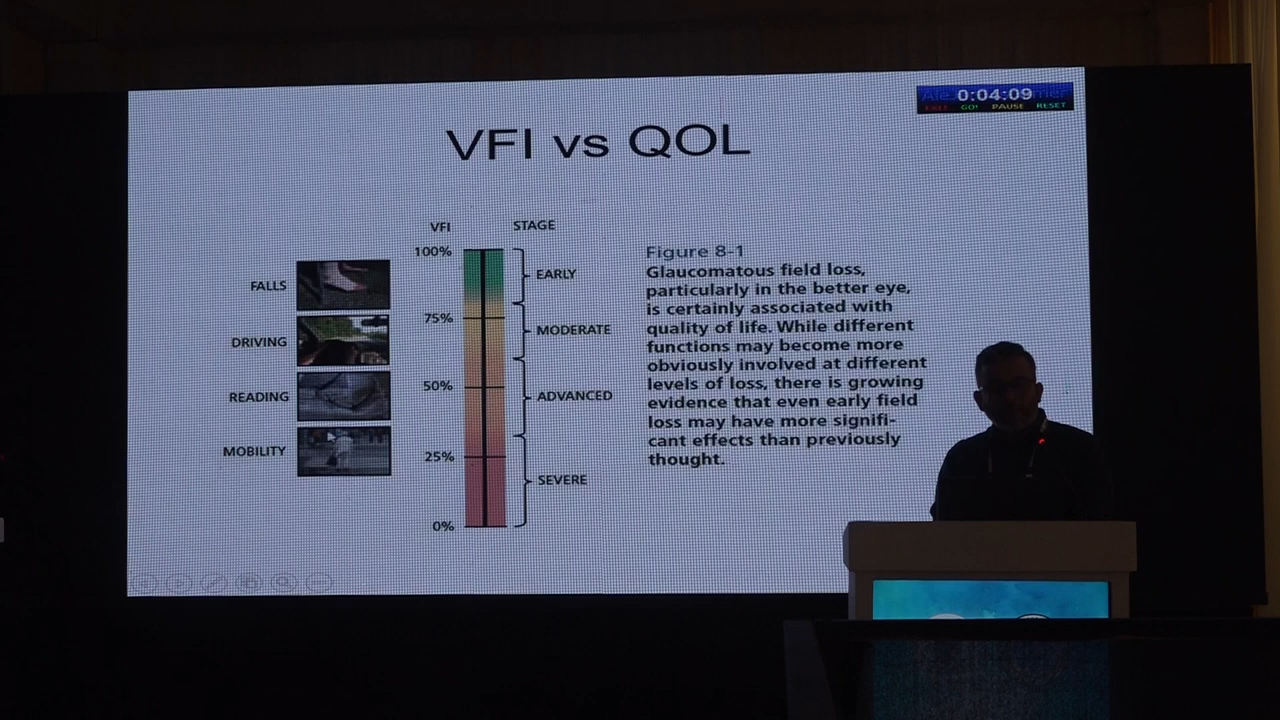 0:04:09
EXIT GO! PAUSE RESET
VFI vs QOL
VFI STAGE
100%
75%
50%
25%
0%
EARLY
MODERATE
ADVANCED
SEVERE
FALLS
DRIVING
READING
MOBILITY
Figure 8-1
Glaucomatous field loss,
particularly in the better eye,
is certainly associated with
quality of life. While different
functions may become more
obviously involved at different
levels of loss, there is growing
evidence that even early field
loss may have more signifi-
cant effects than previously
thought.